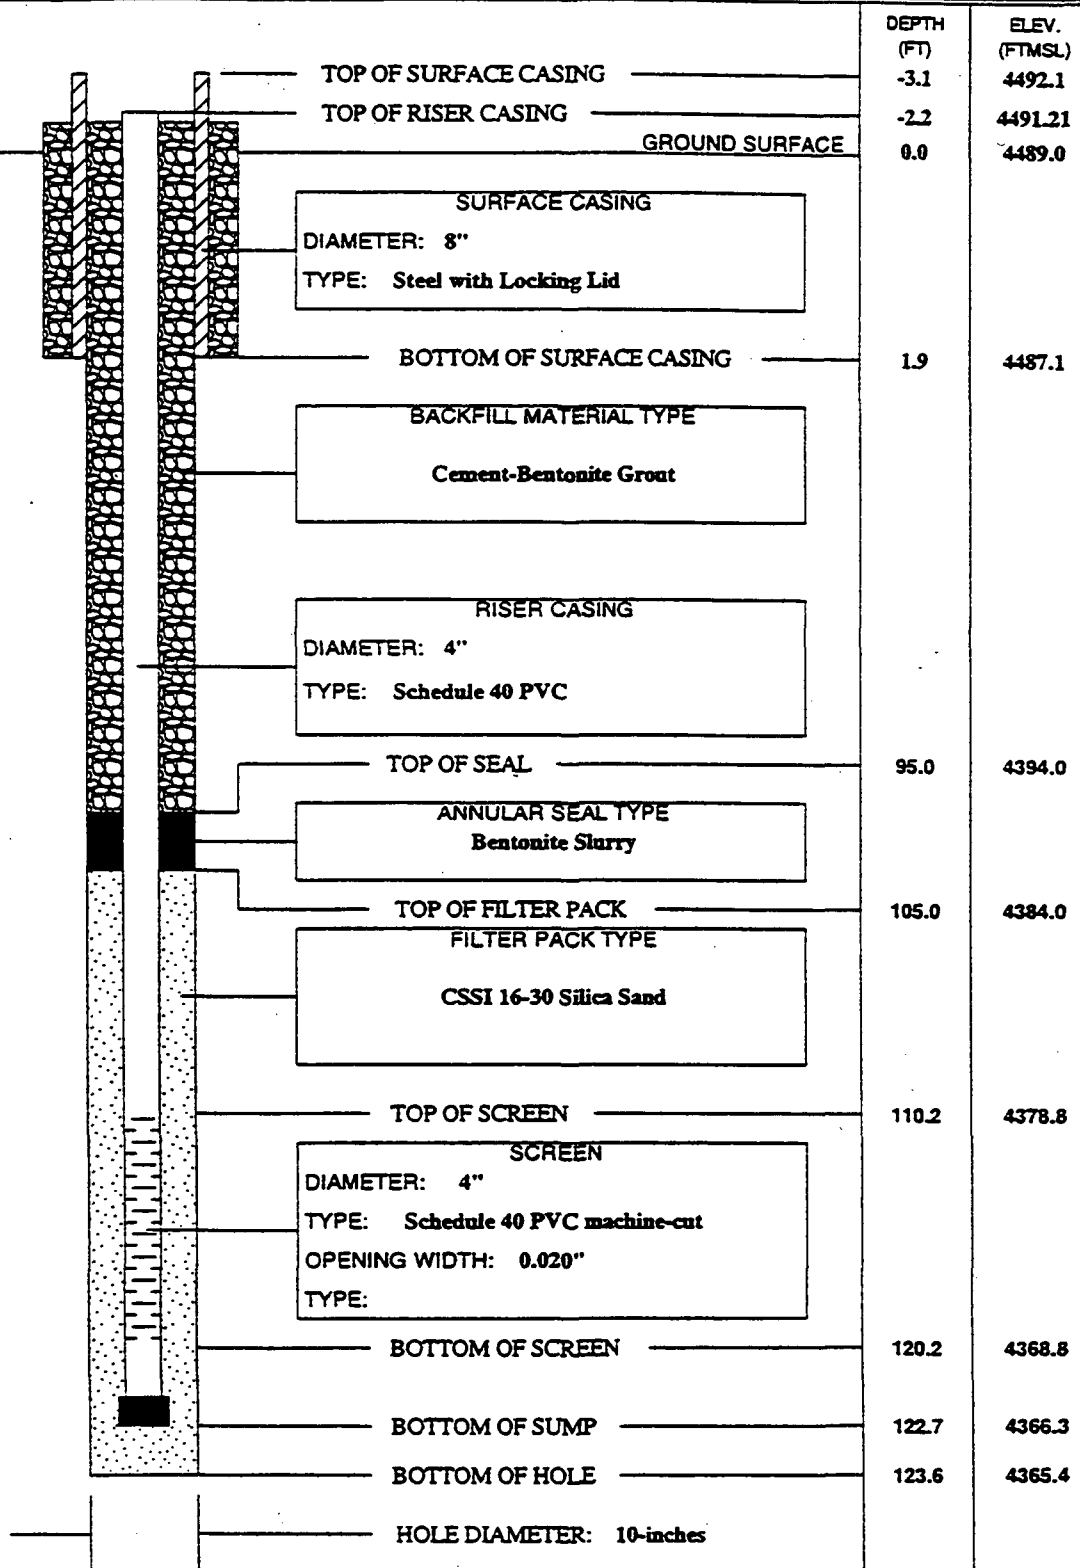 DEPTH (FT) ELEV. (FTMSL)
TOP OF SURFACE CASING -3.1 4492.1
TOP OF RISER CASING -2.2 4491.21
GROUND SURFACE 0.0 4489.0
SURFACE CASING
DIAMETER: 8"
TYPE: Steel with Locking Lid
BOTTOM OF SURFACE CASING 1.9 4487.1
BACKFILL MATERIAL TYPE
Cement-Bentonite Grout
RISER CASING
DIAMETER: 4"
TYPE: Schedule 40 PVC
TOP OF SEAL 95.0 4394.0
ANNULAR SEAL TYPE
Bentonite Slurry
TOP OF FILTER PACK 105.0 4384.0
FILTER PACK TYPE
CSSI 16-30 Silica Sand
TOP OF SCREEN 110.2 4378.8
SCREEN
DIAMETER: 4"
TYPE: Schedule 40 PVC machine-cut
OPENING WIDTH: 0.020"
TYPE:
BOTTOM OF SCREEN 120.2 4368.8
BOTTOM OF SUMP 122.7 4366.3
BOTTOM OF HOLE 123.6 4365.4
HOLE DIAMETER: 10-inches